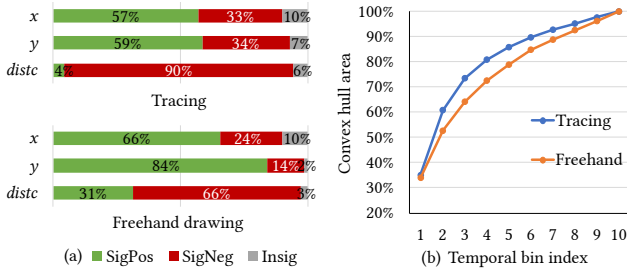 x 57% 33% 10%
y 59% 34% 7%
distc 4% 90% 6%
Tracing
x 66% 24% 10%
y 84% 14% 2%
distc 31% 66% 3%
Freehand drawing
(a) SigPos SigNeg Insig
Convex hull area
100%
90%
80%
70%
60%
50%
40%
30%
20%
Tracing
Freehand
1 2 3 4 5 6 7 8 9 10
(b) Temporal bin index